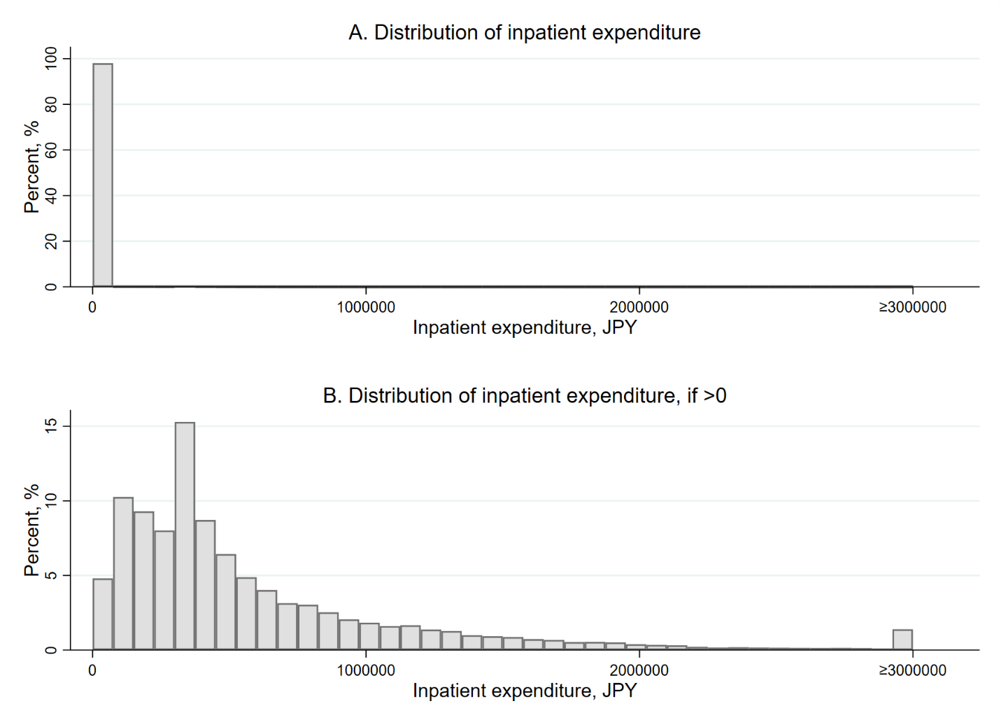 A. Distribution of inpatient expenditure
Percent, %
100
80
60
40
20
0
0 1000000 2000000 ≥3000000
Inpatient expenditure, JPY
B. Distribution of inpatient expenditure, if >0
Percent, %
15
10
5
0
0 1000000 2000000 ≥3000000
Inpatient expenditure, JPY